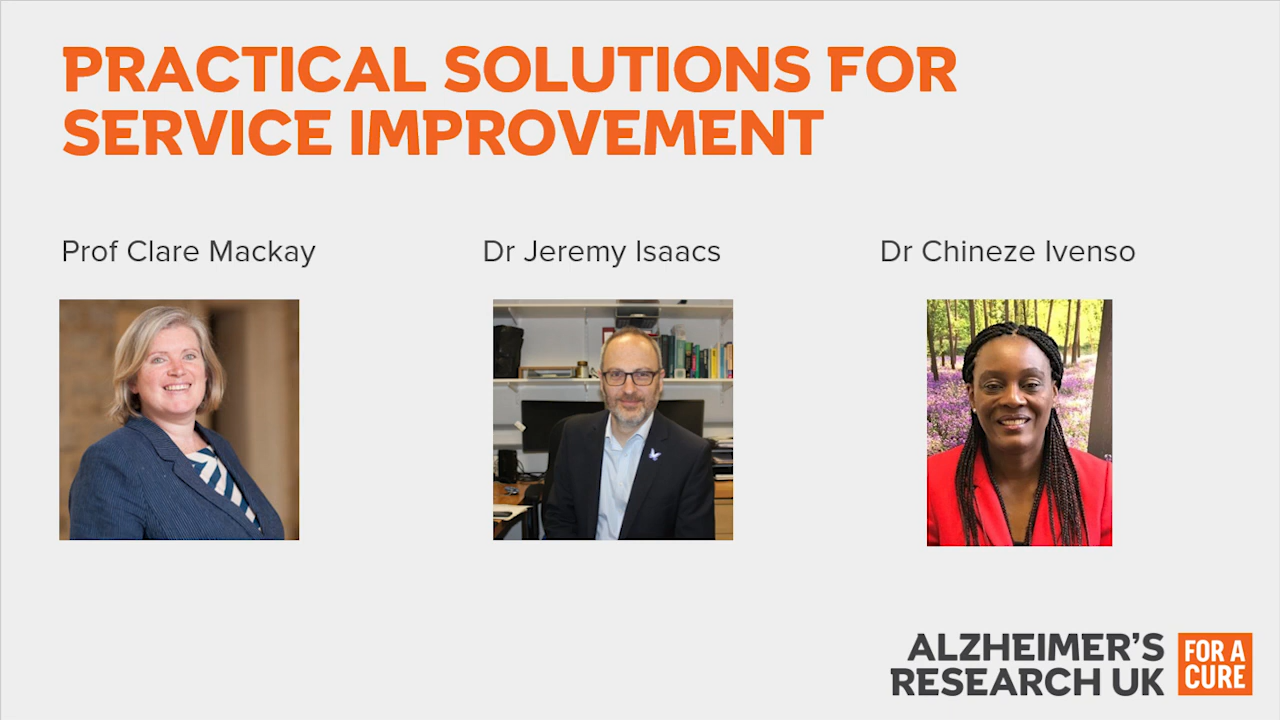 PRACTICAL SOLUTIONS FOR
SERVICE IMPROVEMENT
Prof Clare Mackay
Dr Jeremy Isaacs
Dr Chineze Ivenso
ALZHEIMER’S
RESEARCH UK
FOR A
CURE